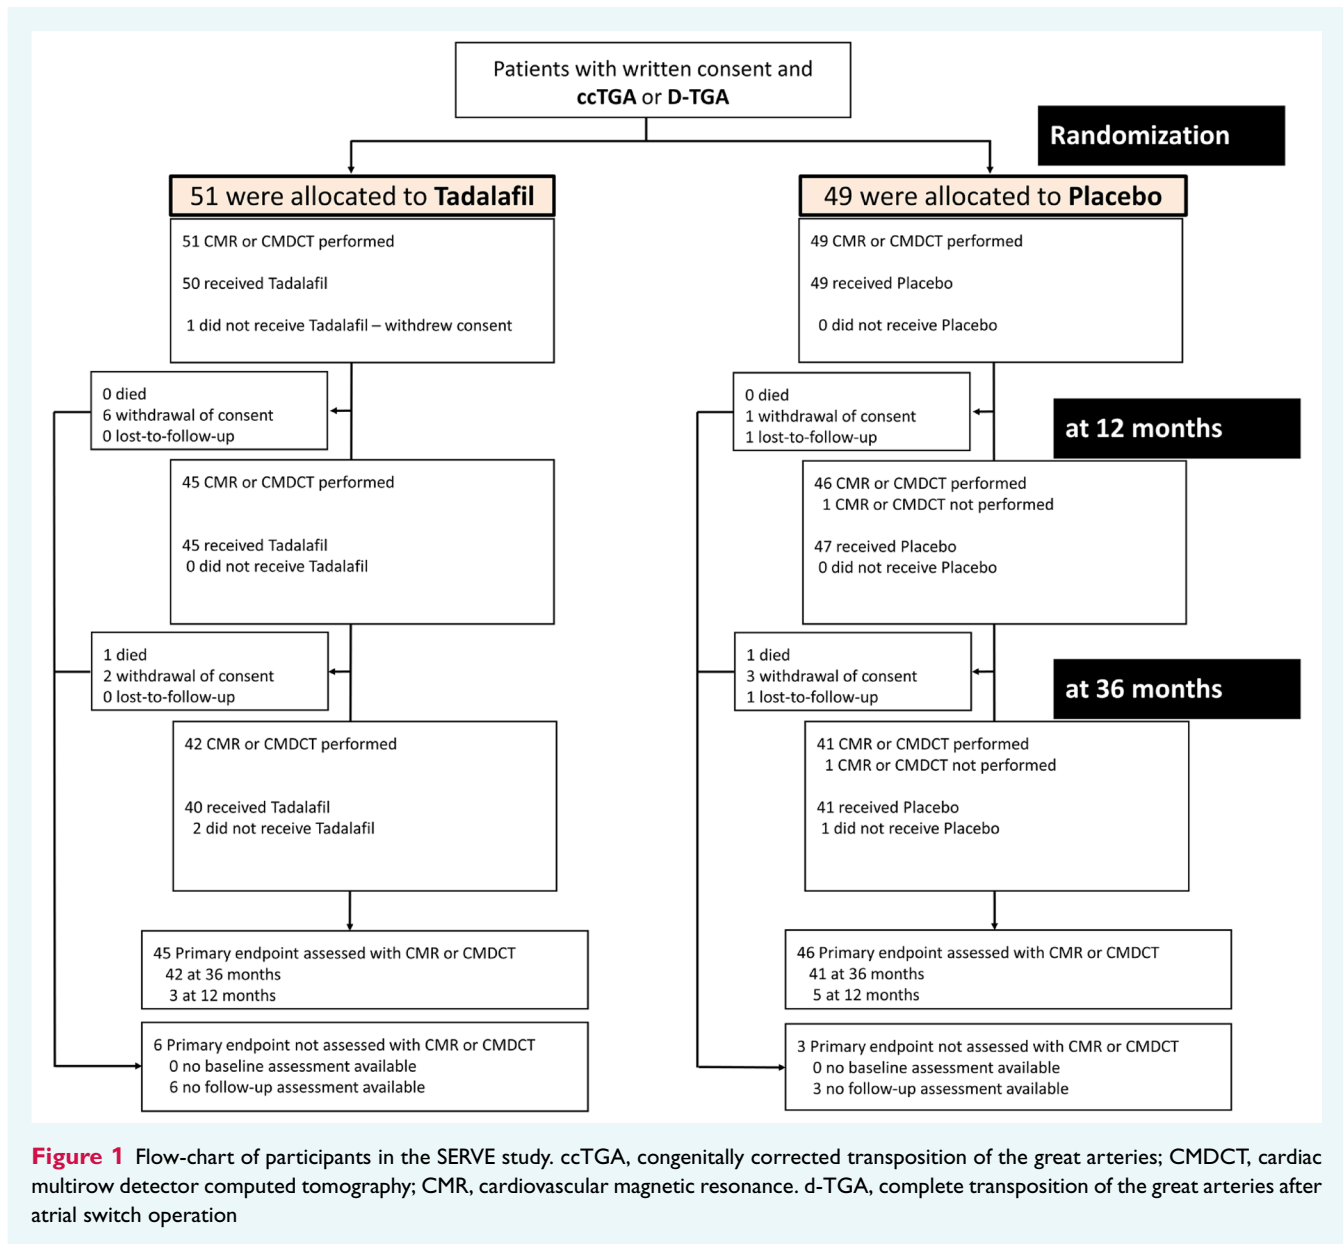 Patients with written consent and
ccTGA or D-TGA
Randomization
51 were allocated to Tadalafil
51 CMR or CMDCT performed
50 received Tadalafil
1 did not receive Tadalafil – withdrew consent
49 were allocated to Placebo
49 CMR or CMDCT performed
49 received Placebo
0 did not receive Placebo
0 died
6 withdrawal of consent
0 lost-to-follow-up
0 died
1 withdrawal of consent
1 lost-to-follow-up
at 12 months
45 CMR or CMDCT performed
45 received Tadalafil
0 did not receive Tadalafil
46 CMR or CMDCT performed
1 CMR or CMDCT not performed
47 received Placebo
0 did not receive Placebo
1 died
2 withdrawal of consent
0 lost-to-follow-up
1 died
3 withdrawal of consent
1 lost-to-follow-up
at 36 months
42 CMR or CMDCT performed
40 received Tadalafil
2 did not receive Tadalafil
41 CMR or CMDCT performed
1 CMR or CMDCT not performed
41 received Placebo
1 did not receive Placebo
45 Primary endpoint assessed with CMR or CMDCT
42 at 36 months
3 at 12 months
46 Primary endpoint assessed with CMR or CMDCT
41 at 36 months
5 at 12 months
6 Primary endpoint not assessed with CMR or CMDCT
0 no baseline assessment available
6 no follow-up assessment available
3 Primary endpoint not assessed with CMR or CMDCT
0 no baseline assessment available
3 no follow-up assessment available
Figure 1 Flow-chart of participants in the SERVE study. ccTGA, congenitally corrected transposition of the great arteries; CMDCT, cardiac
multirow detector computed tomography; CMR, cardiovascular magnetic resonance. d-TGA, complete transposition of the great arteries after
atrial switch operation